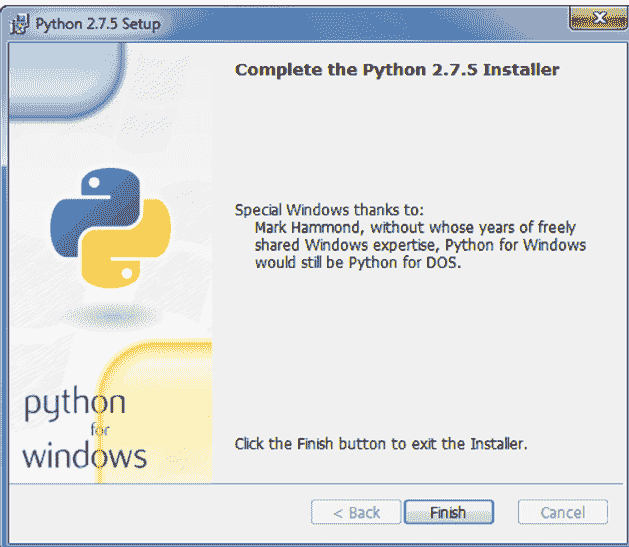 Python 2.7.5 Setup
Complete the Python 2.7.5 Installer
Special Windows thanks to:
Mark Hammond, without whose years of freely
shared Windows expertise, Python for Windows
would still be Python for DOS.
python
for
windows
Click the Finish button to exit the Installer.
< Back
Finish
Cancel